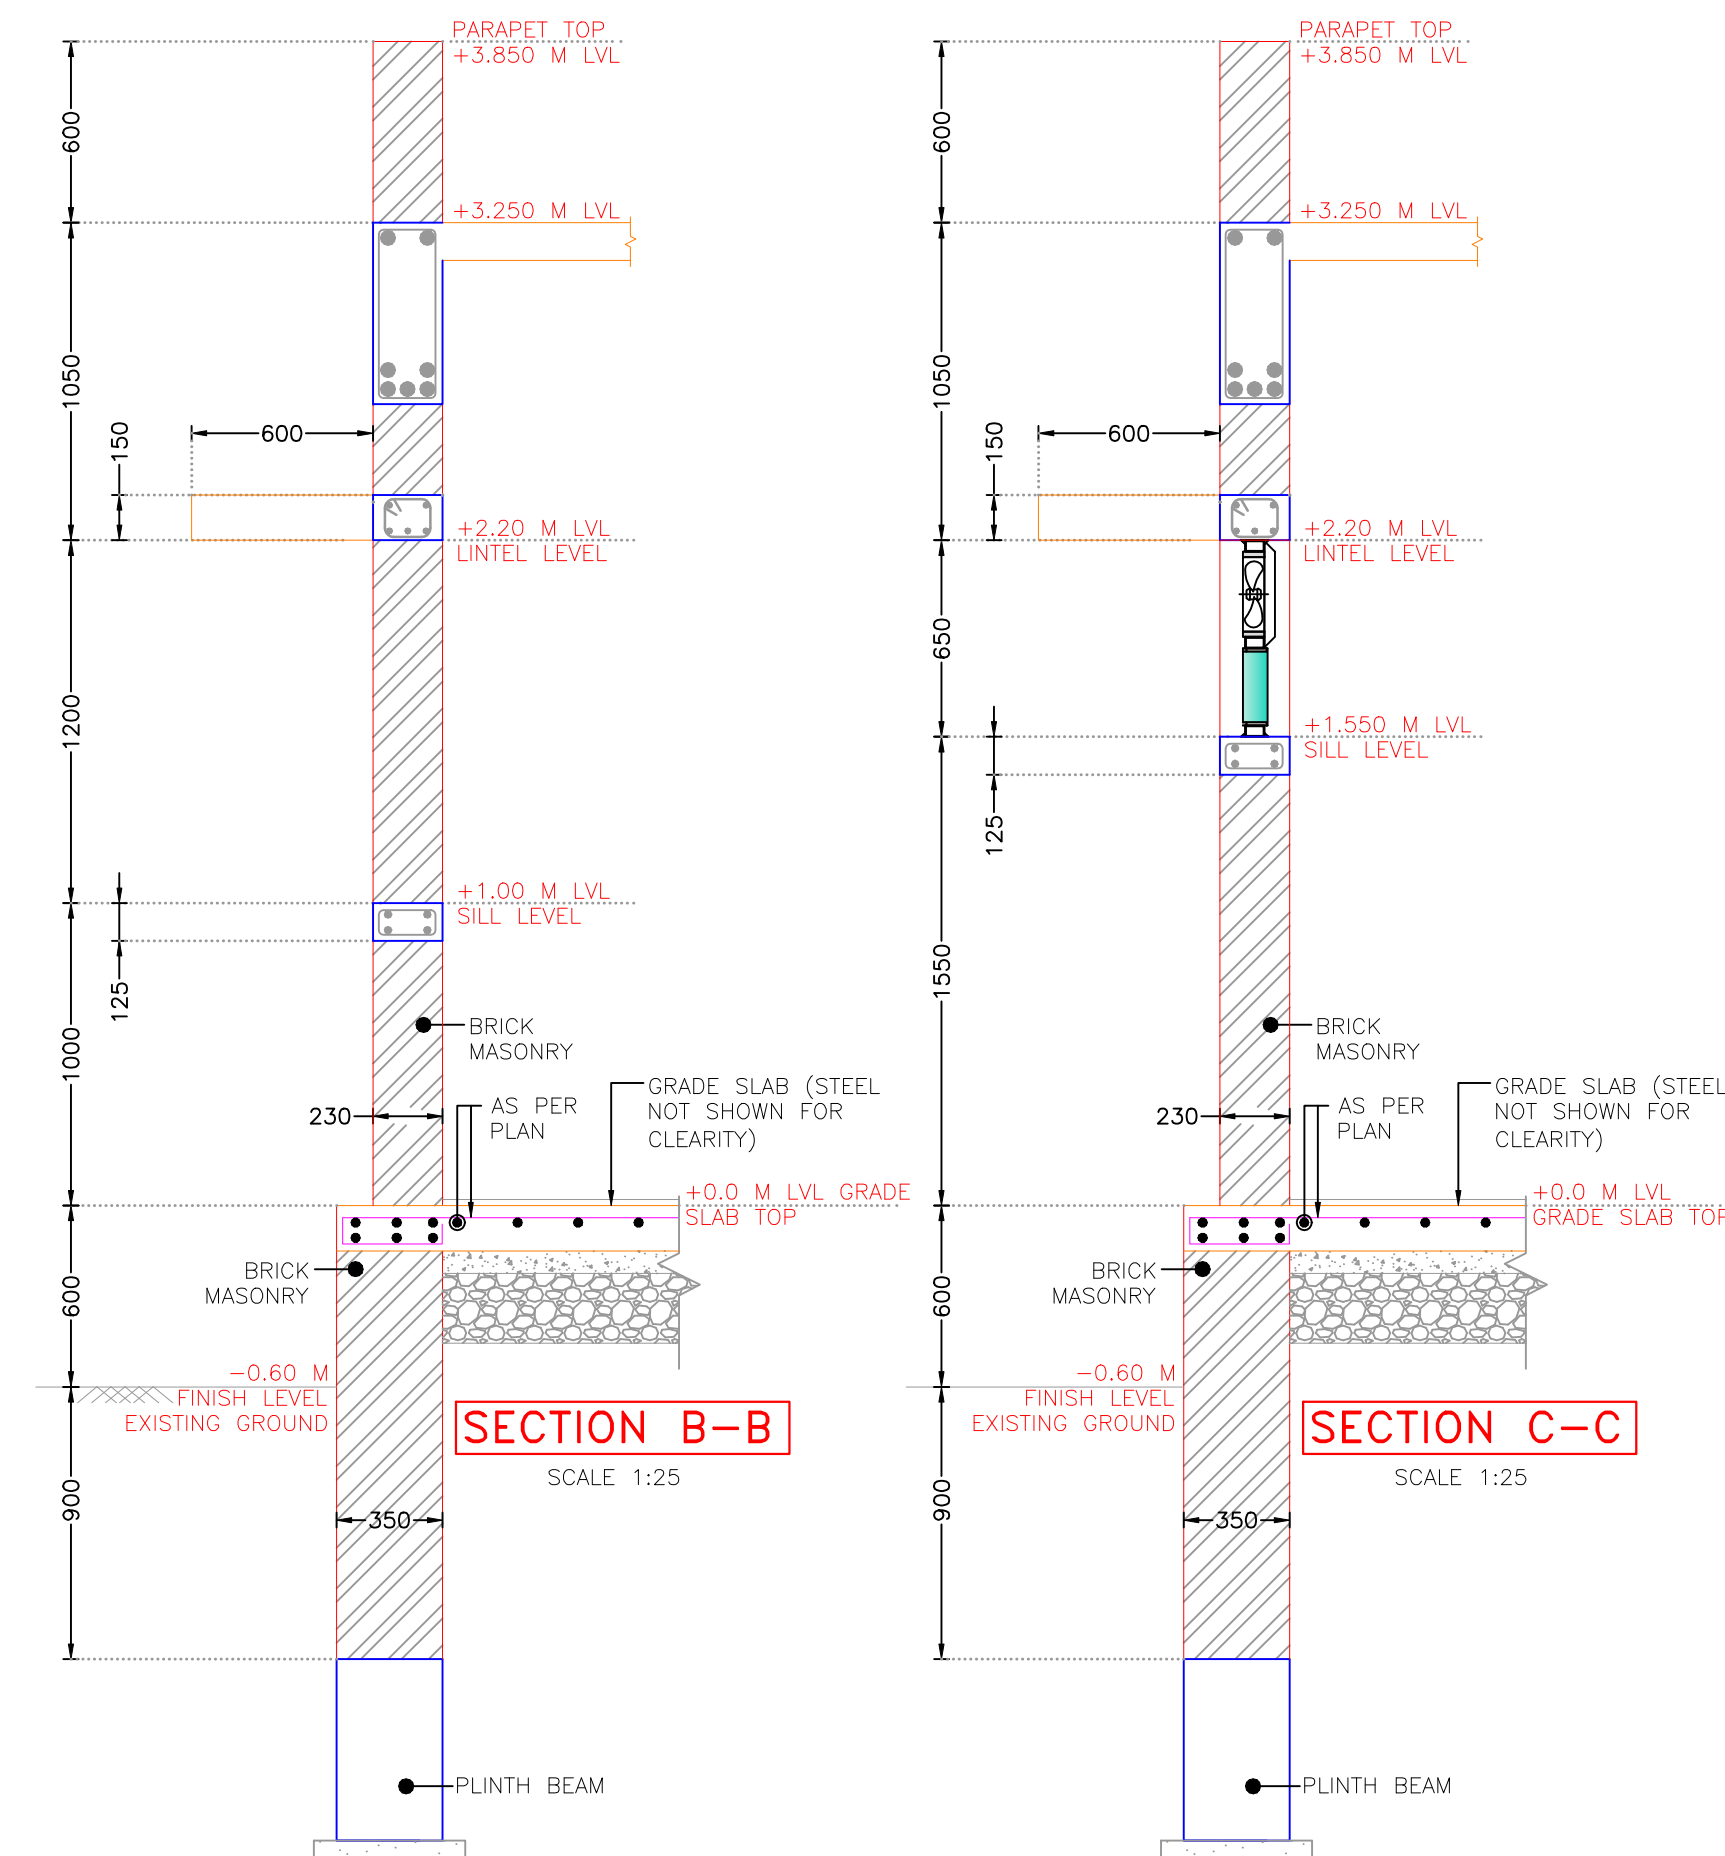 PARAPET TOP
+3.850 M LVL
600
+3.250 M LVL
1050
150
600
+2.20 M LVL
LINTEL LEVEL
1200
+1.00 M LVL
SILL LEVEL
125
1000
BRICK
MASONRY
230
AS PER
PLAN
GRADE SLAB (STEEL
NOT SHOWN FOR
CLEARITY)
+0.0 M LVL GRADE
SLAB TOP
BRICK
MASONRY
600
-0.60 M
FINISH LEVEL
EXISTING GROUND
SECTION B-B
SCALE 1:25
900
350
PLINTH BEAM
PARAPET TOP
+3.850 M LVL
600
+3.250 M LVL
1050
150
600
+2.20 M LVL
LINTEL LEVEL
650
+1.550 M LVL
SILL LEVEL
125
1550
BRICK
MASONRY
230
AS PER
PLAN
GRADE SLAB (STEEL
NOT SHOWN FOR
CLEARITY)
+0.0 M LVL
GRADE SLAB TOP
BRICK
MASONRY
600
-0.60 M
FINISH LEVEL
EXISTING GROUND
SECTION C-C
SCALE 1:25
900
350
PLINTH BEAM